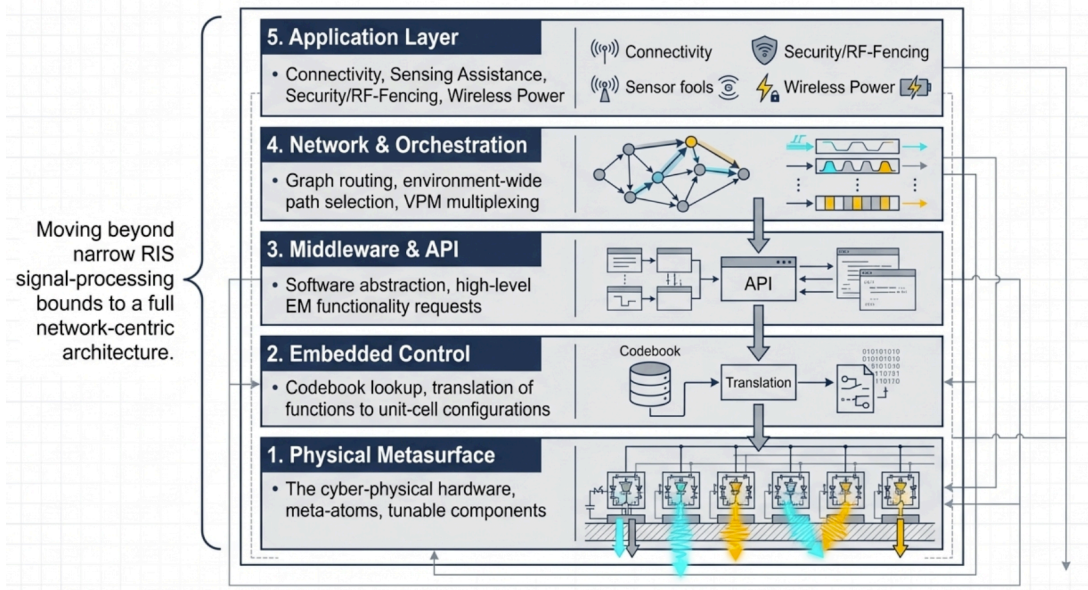 5. Application Layer
• Connectivity, Sensing Assistance,
Security/RF-Fencing, Wireless Power
Connectivity
Security/RF-Fencing
Sensor fools
Wireless Power
4. Network & Orchestration
• Graph routing, environment-wide
path selection, VPM multiplexing
Moving beyond
narrow RIS
signal-processing
bounds to a full
network-centric
architecture.
3. Middleware & API
• Software abstraction, high-level
EM functionality requests
API
2. Embedded Control
• Codebook lookup, translation of
functions to unit-cell configurations
Codebook
Translation
010101010
01010101
1. Physical Metasurface
• The cyber-physical hardware,
meta-atoms, tunable components